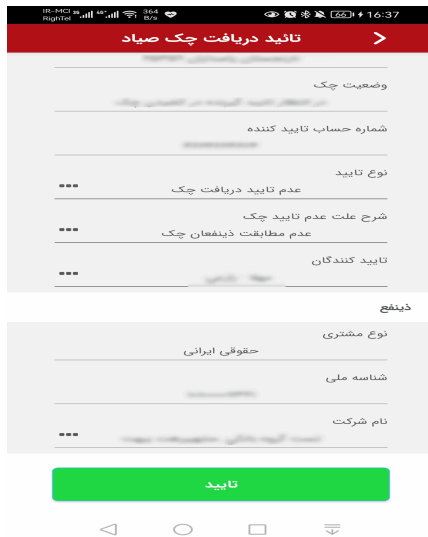 IR-MCI RighTel 3G 4G+ 364 B/s 66 16:37
تائید دریافت چک صیاد
وضعیت چک
شماره حساب تایید کننده
نوع تایید
عدم تایید دریافت چک
شرح علت عدم تایید چک
عدم مطابقت ذینفعان چک
تایید کنندگان
ذینفع
نوع مشتری
حقوقی ایرانی
شناسه ملی
نام شرکت
تایید